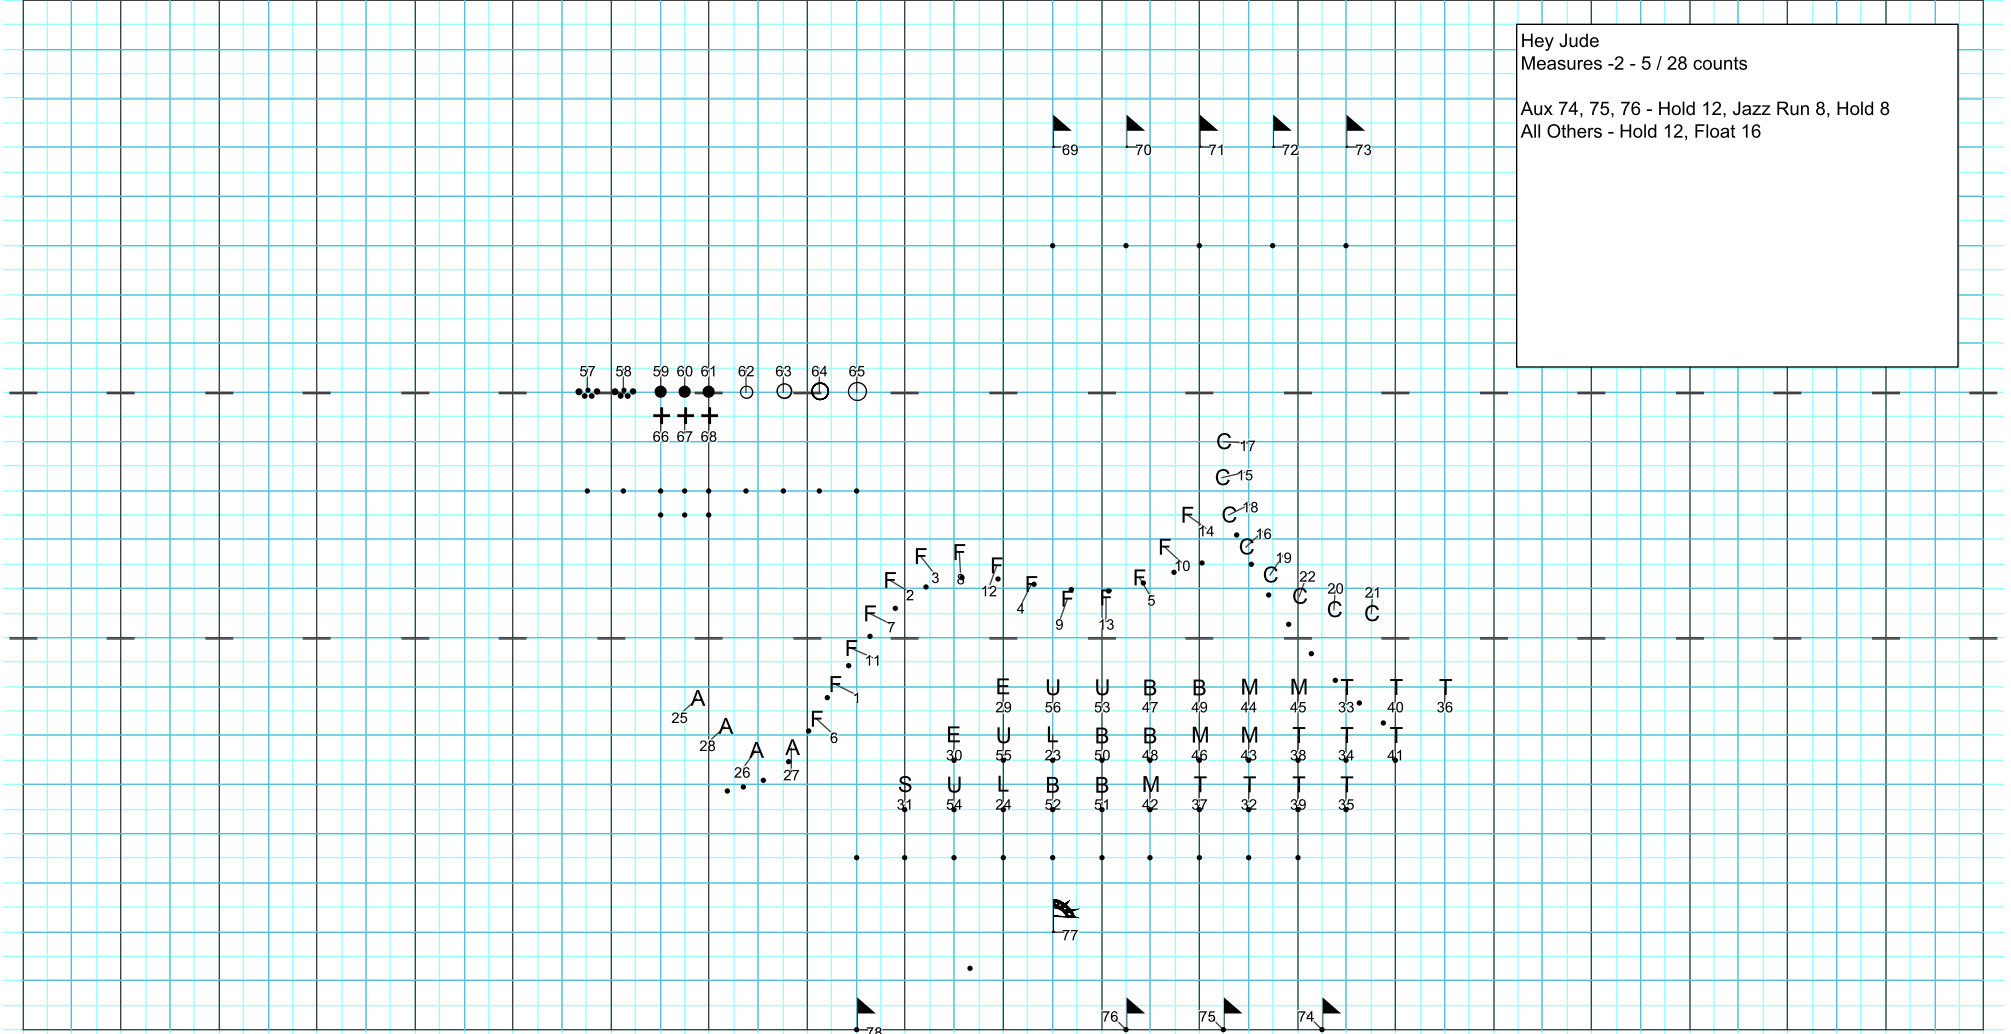 Hey Jude
Measures -2 - 5 / 28 counts
Aux 74, 75, 76 - Hold 12, Jazz Run 8, Hold 8
All Others - Hold 12, Float 16
69 70 71 72 73
57 58 59 60 61 62 63 64 65
66 67 68
C 17
C 15
F 14 C 18
F 10 C 16
F 3 F 8 F 12 C 19
F 2 F 4 F 9 F 13 F 5 C 22 C 20 C 21
F 7
F 11
F 1
F 6
A 25
A 28
A 26 A 27
E U U B B M M T T T
29 56 53 47 49 44 45 33 40 36
E U L B B M M T T T
30 55 23 50 48 46 43 38 34 41
S U L B B M T T T T
31 54 24 52 51 42 37 32 39 35
77
78 76 75 74